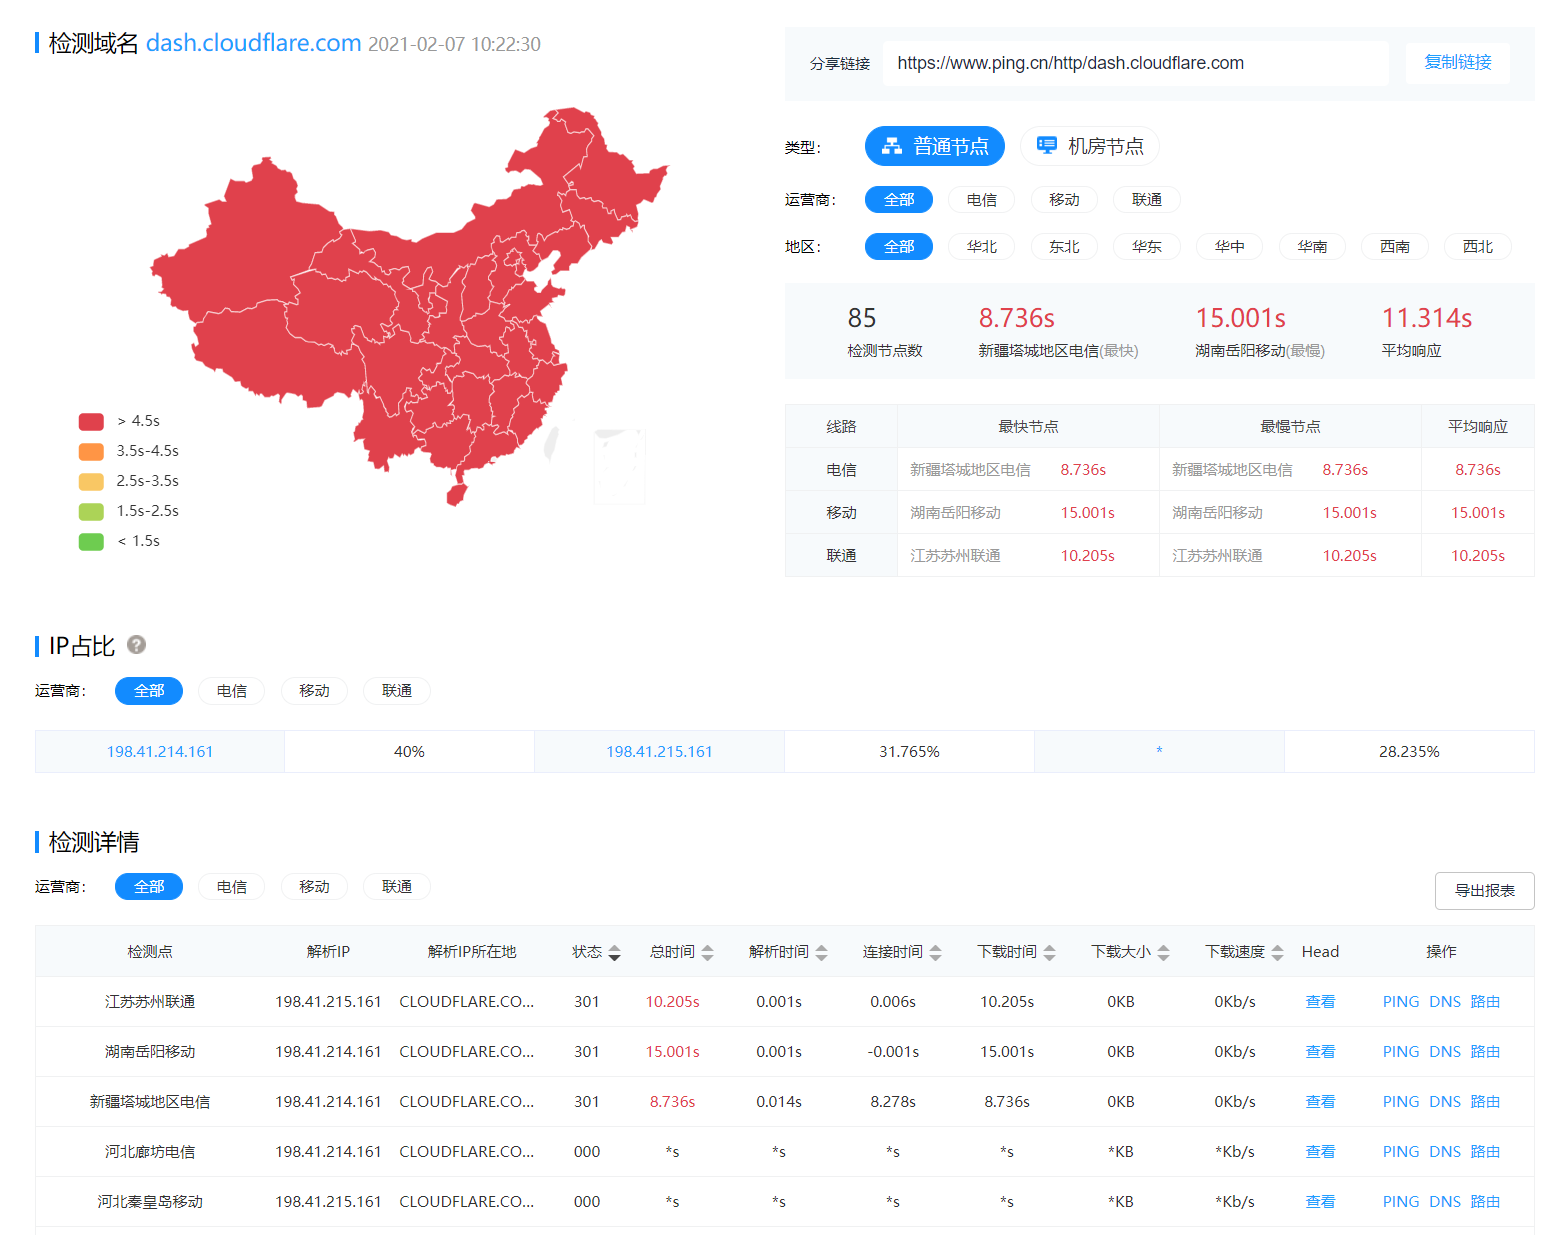 检测域名 dash.cloudflare.com 2021-02-07 10:22:30
> 4.5s
3.5s-4.5s
2.5s-3.5s
1.5s-2.5s
< 1.5s
分享链接 https://www.ping.cn/http/dash.cloudflare.com 复制链接
类型: 普通节点 机房节点
运营商: 全部 电信 移动 联通
地区: 全部 华北 东北 华东 华中 华南 西南 西北
85 8.736s 15.001s 11.314s
检测节点数 新疆塔城地区电信(最快) 湖南岳阳移动(最慢) 平均响应
线路 最快节点 最慢节点 平均响应
电信 新疆塔城地区电信 8.736s 新疆塔城地区电信 8.736s 8.736s
移动 湖南岳阳移动 15.001s 湖南岳阳移动 15.001s 15.001s
联通 江苏苏州联通 10.205s 江苏苏州联通 10.205s 10.205s
IP占比 ?
运营商: 全部 电信 移动 联通
198.41.214.161 40% 198.41.215.161 31.765% * 28.235%
检测详情
运营商: 全部 电信 移动 联通
导出报表
检测点 解析IP 解析IP所在地 状态 总时间 解析时间 连接时间 下载时间 下载大小 下载速度 Head 操作
江苏苏州联通 198.41.215.161 CLOUDFLARE.CO... 301 10.205s 0.001s 0.006s 10.205s 0KB 0Kb/s 查看 PING DNS 路由
湖南岳阳移动 198.41.214.161 CLOUDFLARE.CO... 301 15.001s 0.001s -0.001s 15.001s 0KB 0Kb/s 查看 PING DNS 路由
新疆塔城地区电信 198.41.214.161 CLOUDFLARE.CO... 301 8.736s 0.014s 8.278s 8.736s 0KB 0Kb/s 查看 PING DNS 路由
河北廊坊电信 198.41.214.161 CLOUDFLARE.CO... 000 *s *s *s *s *KB *Kb/s 查看 PING DNS 路由
河北秦皇岛移动 198.41.215.161 CLOUDFLARE.CO... 000 *s *s *s *s *KB *Kb/s 查看 PING DNS 路由